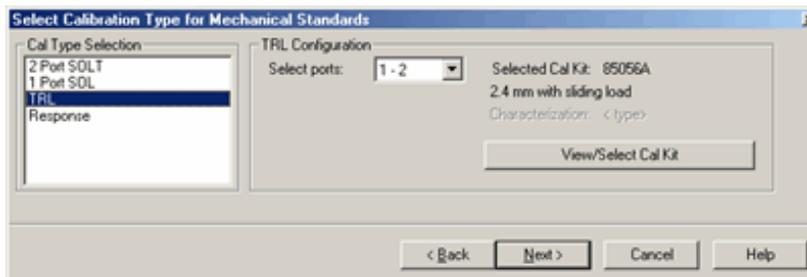 Select Calibration Type for Mechanical Standards
Cal Type Selection
2 Port SOLT
1 Port SOL
TRL
Response
TRL Configuration
Select ports: 1 - 2
Selected Cal Kit: 85056A
2.4 mm with sliding load
Characterization: <type>
View/Select Cal Kit
< Back Next > Cancel Help